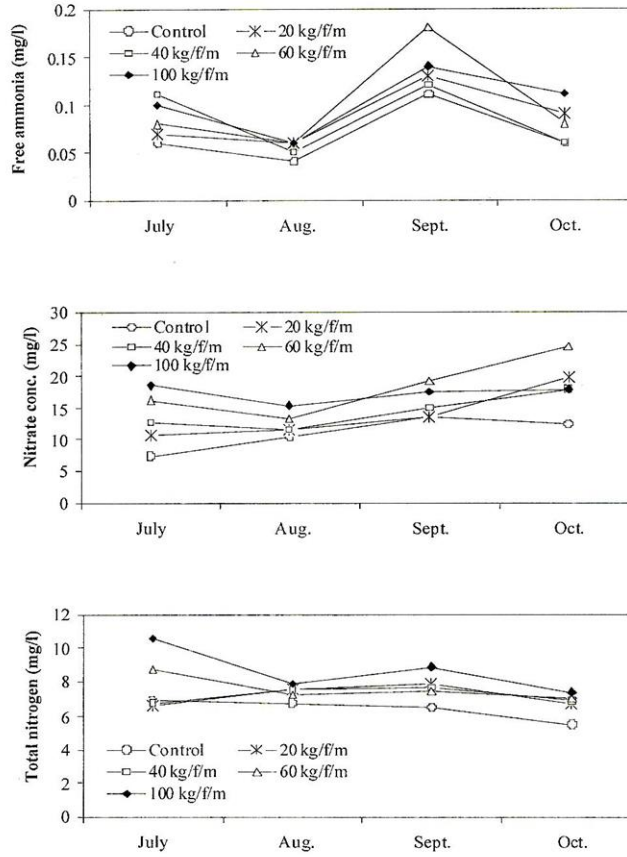 0.2
Control
20 kg/f/m
40 kg/f/m
60 kg/f/m
100 kg/f/m
0.15
0.1
0.05
0
Free ammonia (mg/l)
July
Aug.
Sept.
Oct.
30
Control
20 kg/f/m
25
40 kg/f/m
60 kg/f/m
20
100 kg/f/m
15
10
5
0
Nitrate conc. (mg/l)
July
Aug.
Sept.
Oct.
12
10
8
6
4
Control
20 kg/f/m
2
40 kg/f/m
60 kg/f/m
100 kg/f/m
0
Total nitrogen (mg/l)
July
Aug.
Sept.
Oct.